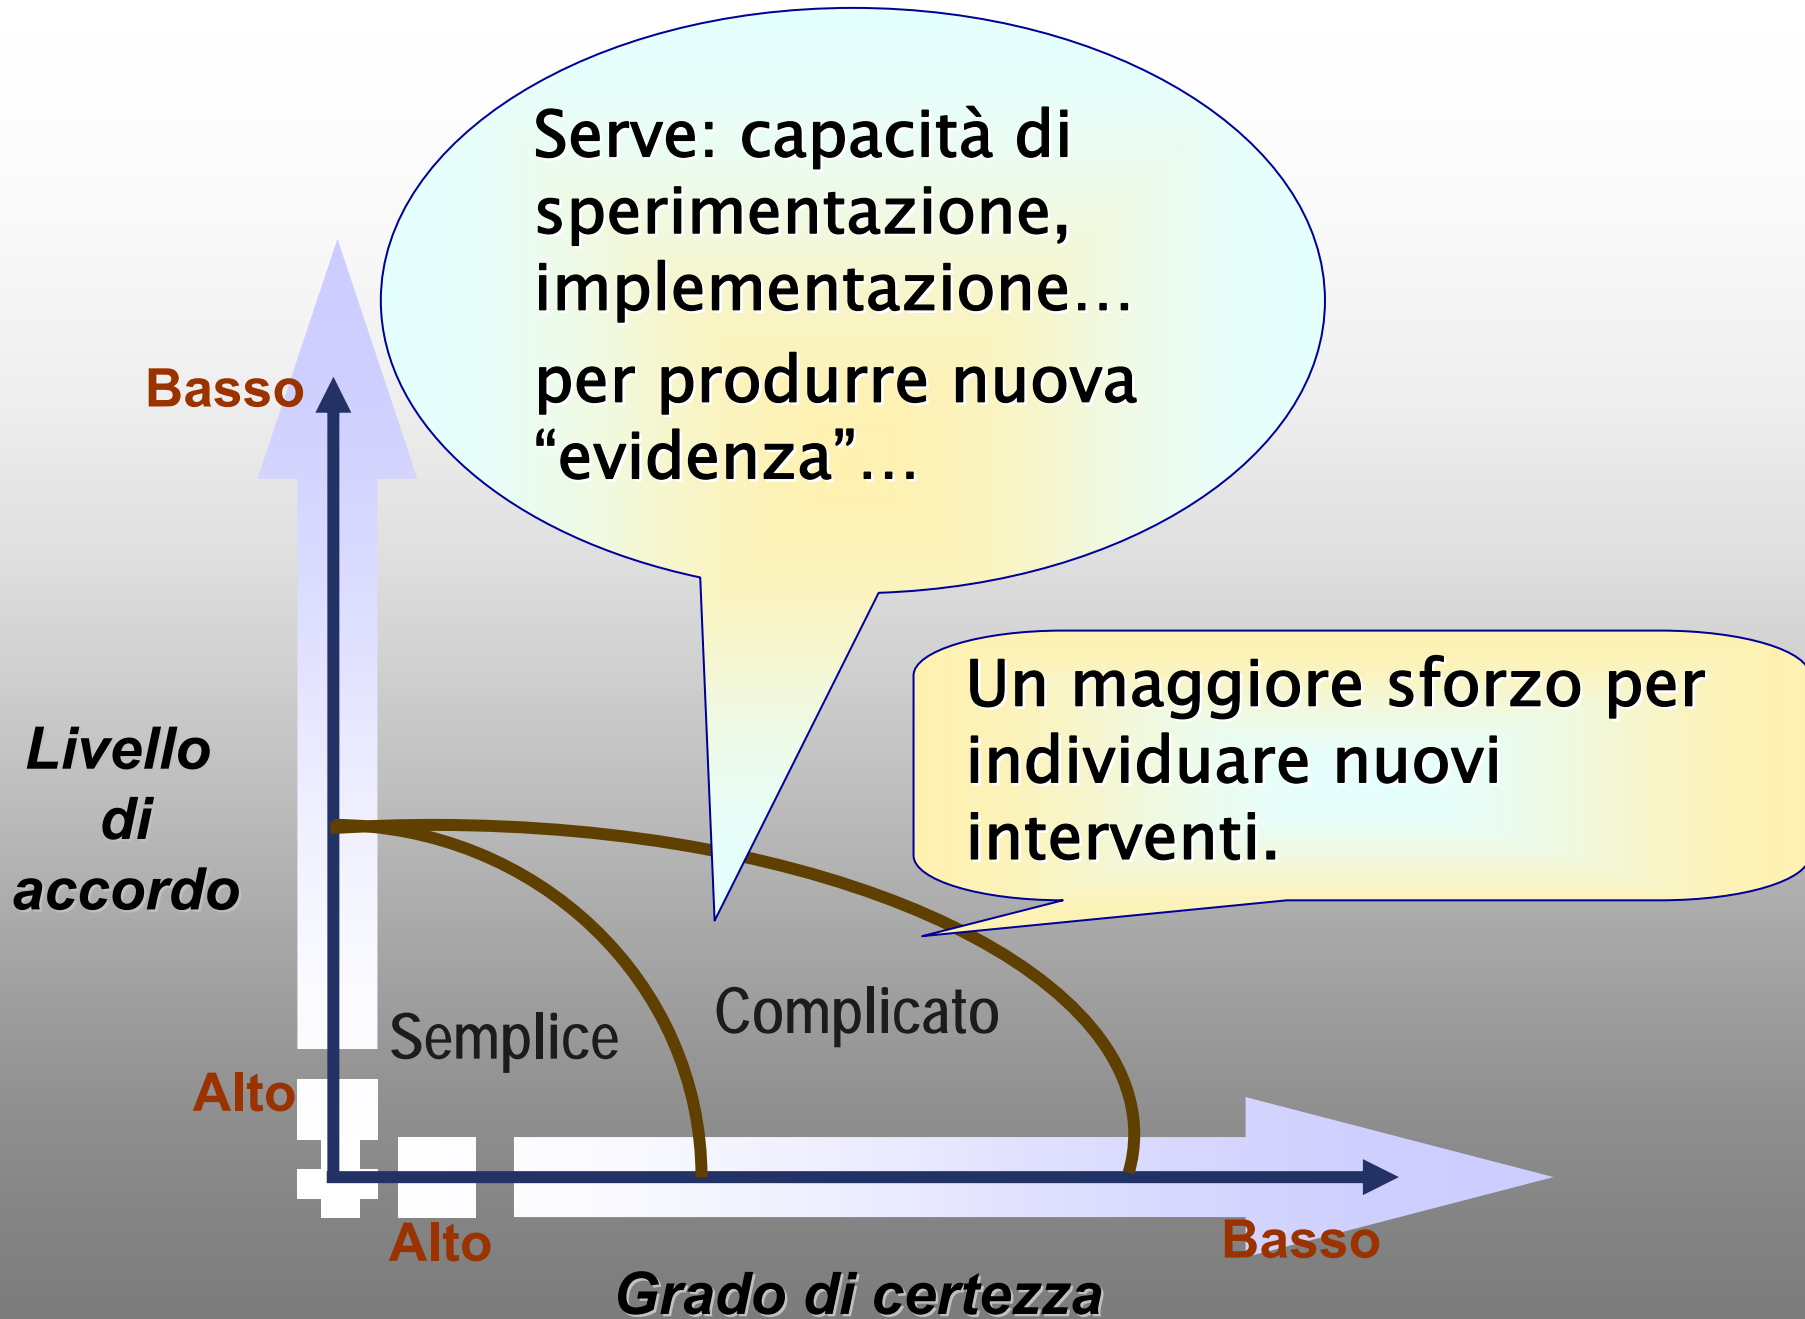 Serve: capacità di
sperimentazione,
implementazione…
per produrre nuova
“evidenza”…
Basso
Un maggiore sforzo per
individuare nuovi
interventi.
Livello
di
accordo
Semplice
Complicato
Alto
Alto
Basso
Grado di certezza